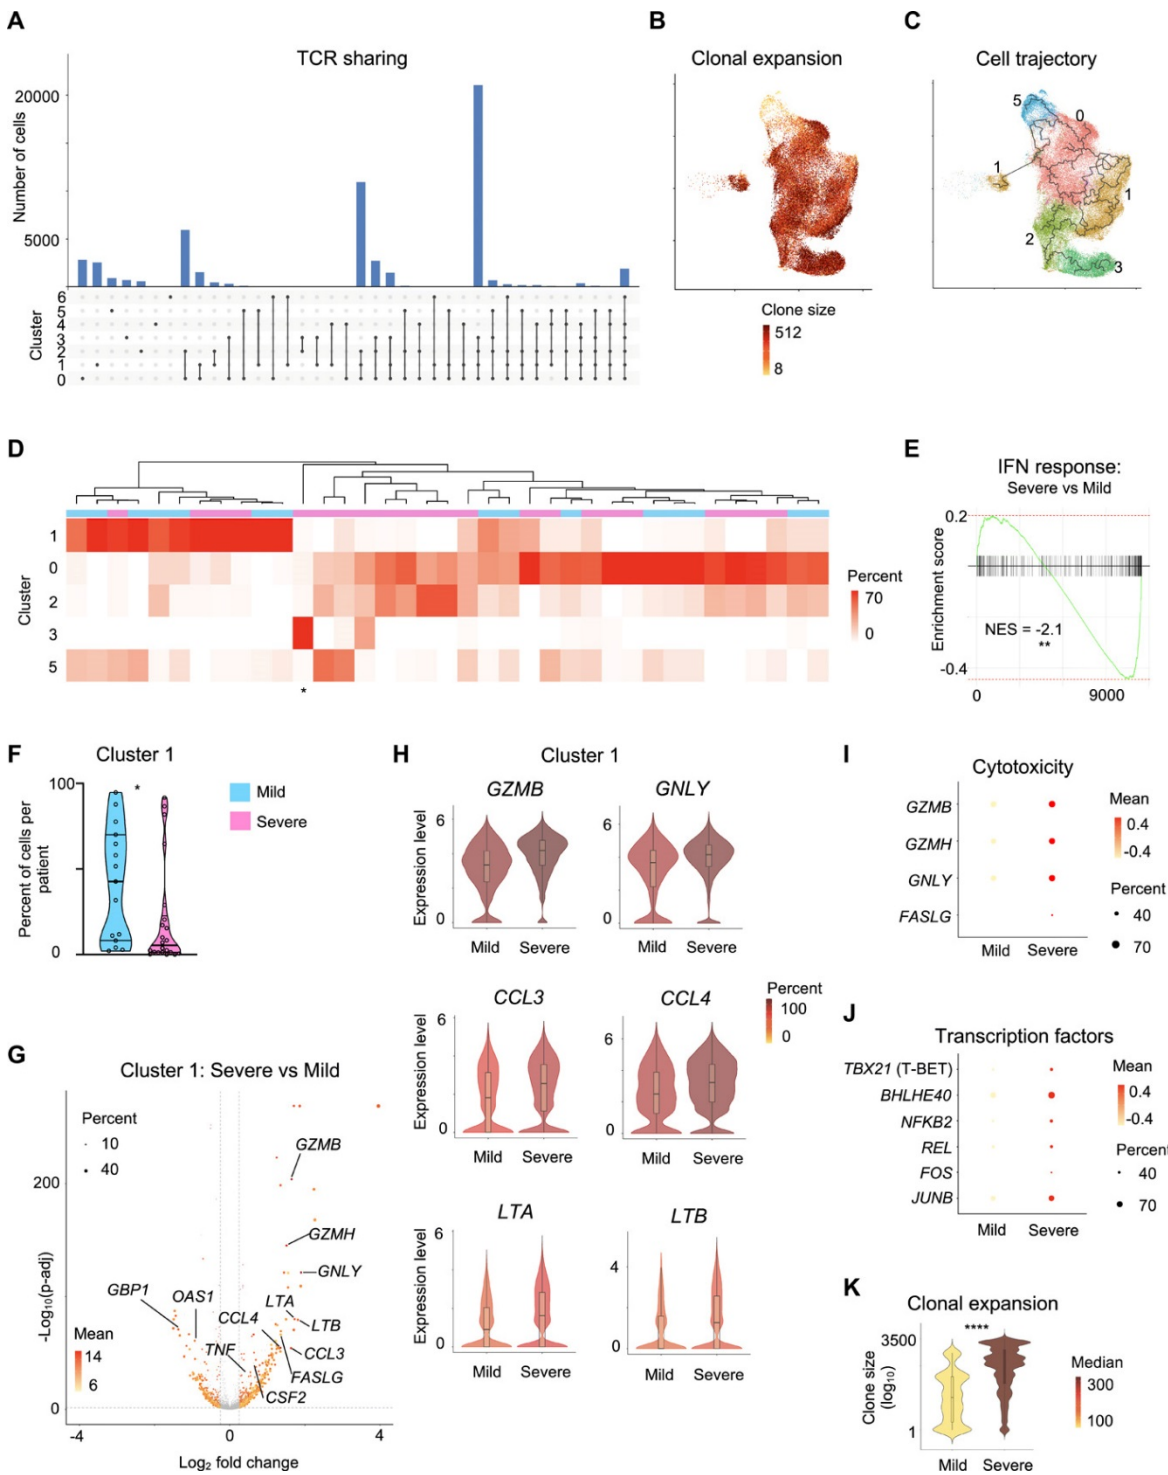 A
TCR sharing
Number of cells
20000
5000
Cluster
6
5
4
3
2
1
0
B
Clonal expansion
Clone size
512
8
C
Cell trajectory
5
0
1
1
2
3
D
Cluster
1
0
2
3
5
*
Percent
70
0
E
IFN response:
Severe vs Mild
Enrichment score
0.2
-0.4
NES = -2.1
**
0
9000
F
Cluster 1
Percent of cells per
patient
100
0
*
Mild
Severe
G
Cluster 1: Severe vs Mild
Percent
10
40
-Log10(p-adj)
200
0
GZMB
GZMH
GNLY
GBP1
OAS1
CCL4
LTA
LTB
TNF
CCL3
FASLG
CSF2
Mean
14
6
-4
0
4
Log2 fold change
H
Cluster 1
GZMB
GNLY
Expression level
6
0
6
0
Mild
Severe
Mild
Severe
CCL3
CCL4
Expression level
6
0
6
0
Mild
Severe
Mild
Severe
Percent
100
0
LTA
LTB
Expression level
6
0
4
0
Mild
Severe
Mild
Severe
I
Cytotoxicity
GZMB
GZMH
GNLY
FASLG
Mild
Severe
Mean
0.4
-0.4
Percent
40
70
J
Transcription factors
TBX21 (T-BET)
BHLHE40
NFKB2
REL
FOS
JUNB
Mild
Severe
Mean
0.4
-0.4
Percent
40
70
K
Clonal expansion
Clone size
(log10)
3500
1
****
Mild
Severe
Median
300
100